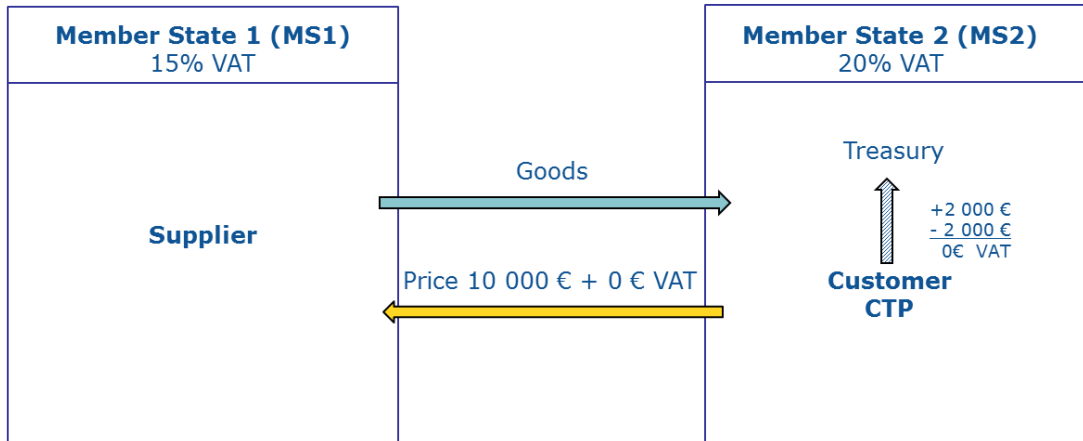 Member State 1 (MS1)
15% VAT
Member State 2 (MS2)
20% VAT
Goods
Treasury
+2 000 €
- 2 000 €
0€ VAT
Supplier
Price 10 000 € + 0 € VAT
Customer
CTP